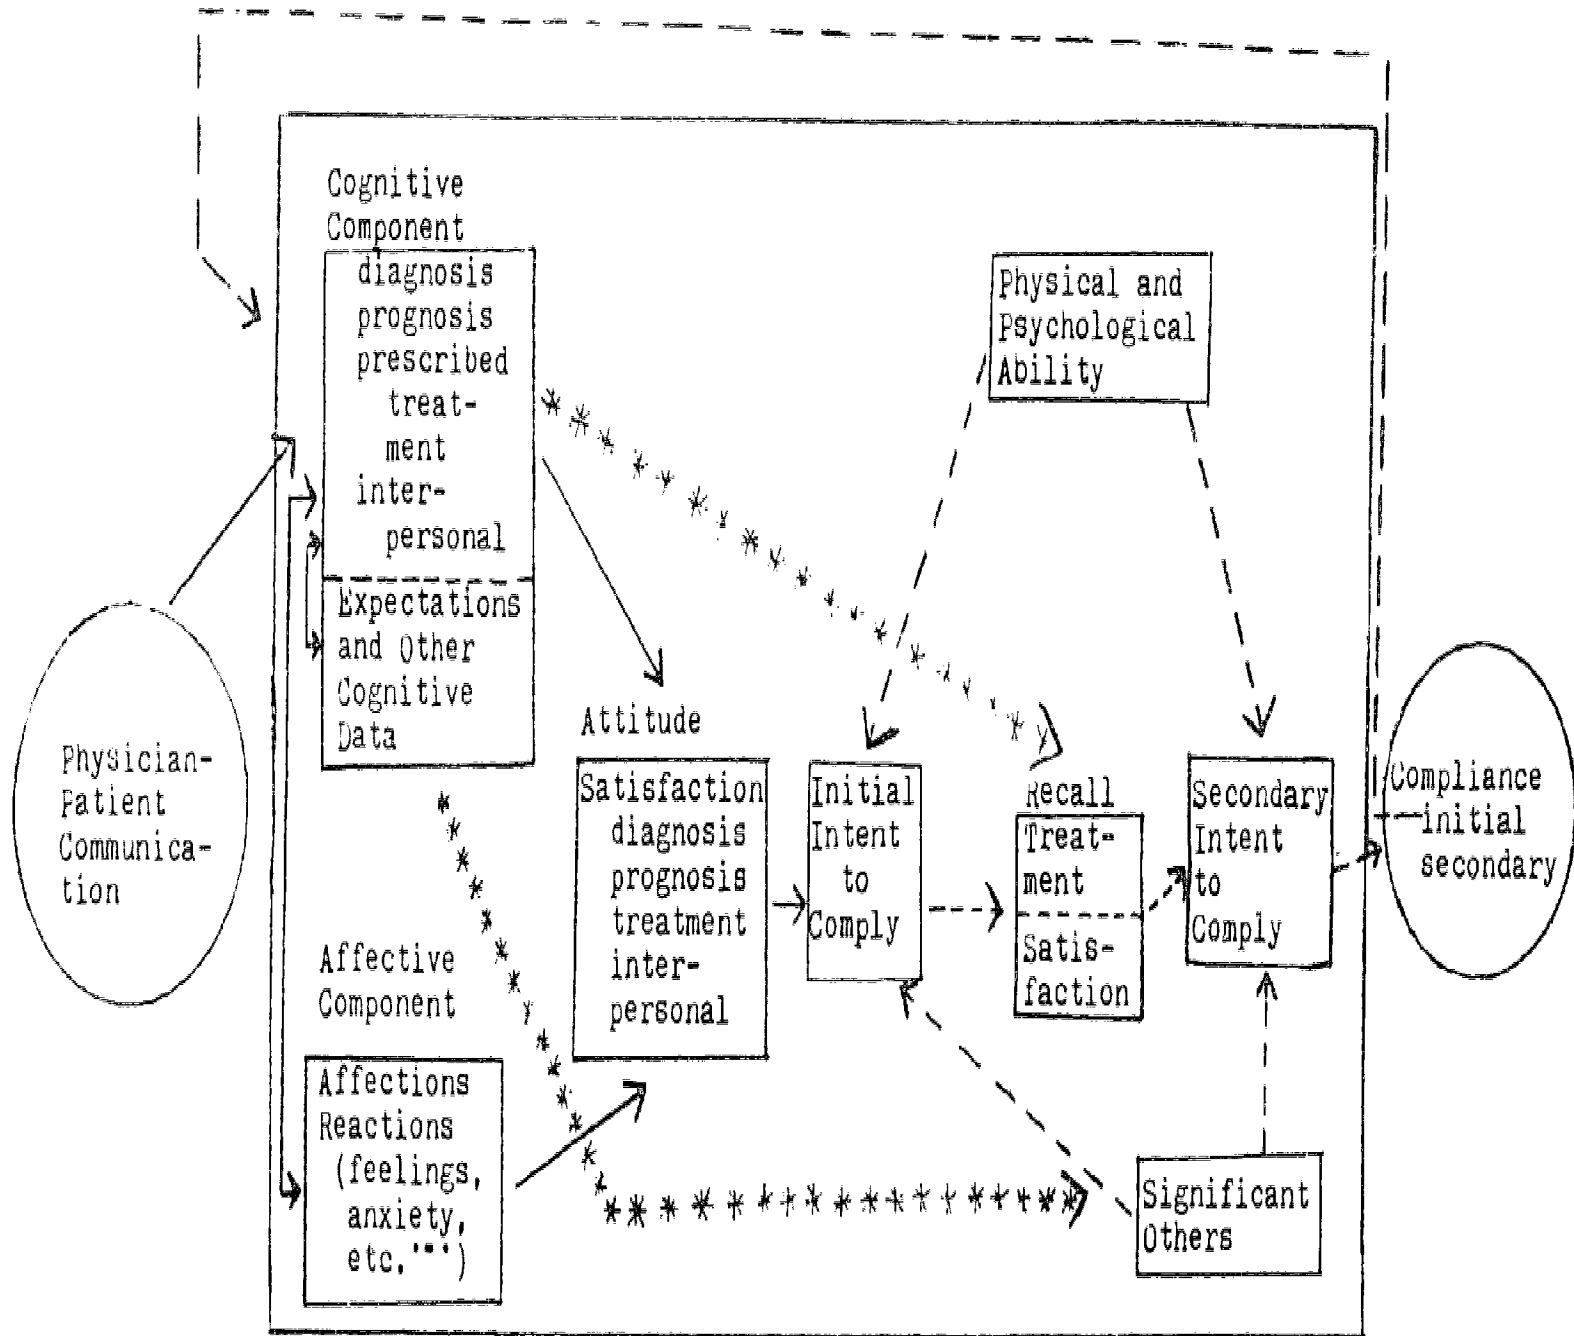 Cognitive
Component
diagnosis
prognosis
prescribed
treat-
ment
inter-
personal
Expectations
and Other
Cognitive
Data
Physical and
Psychological
Ability
Physician-
Patient
Communica-
tion
Attitude
Satisfaction
diagnosis
prognosis
treatment
inter-
personal
Initial
Intent
to
Comply
Recall
Treat-
ment
Satis-
faction
Secondary
Intent
to
Comply
Compliance
initial
secondary
Affective
Component
Affections
Reactions
(feelings,
anxiety,
etc.""")
Significant
Others